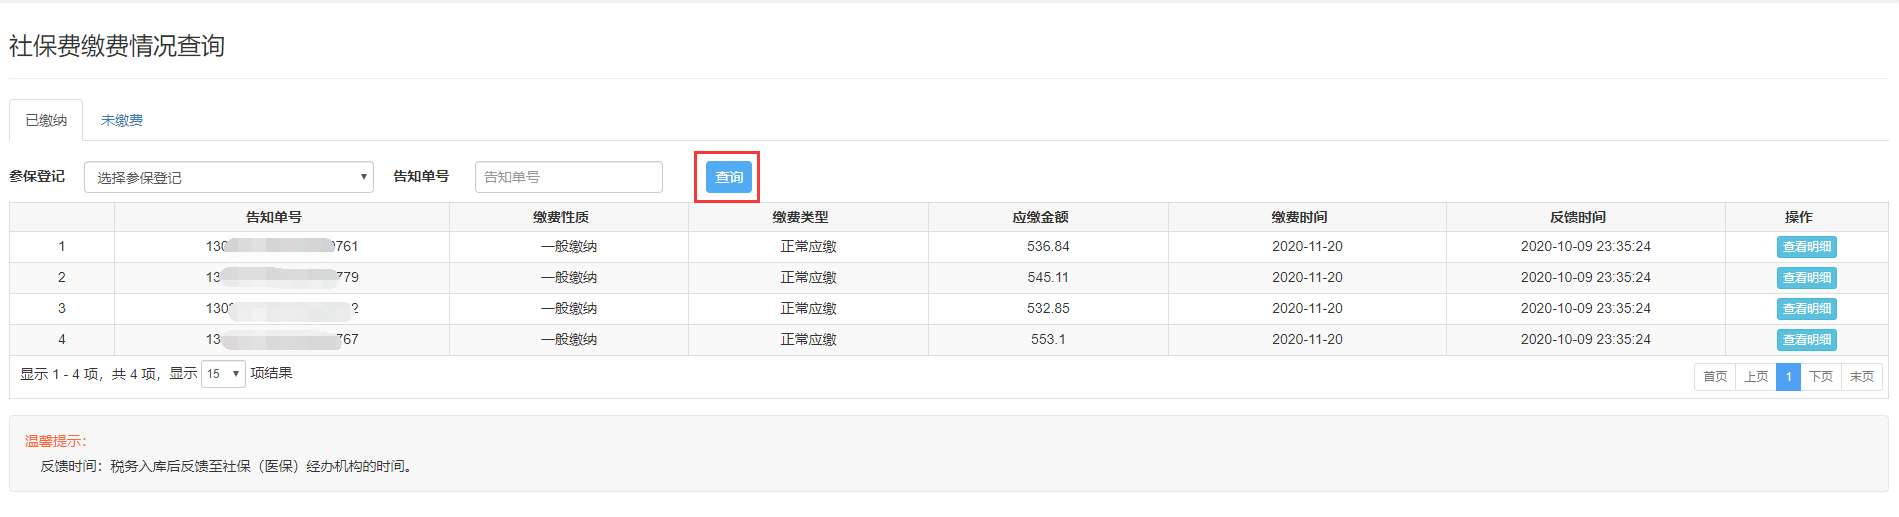 社保费缴费情况查询
已缴纳 未缴费
参保登记 选择参保登记 告知单号 告知单号 查询
告知单号 缴费性质 缴费类型 应缴金额 缴费时间 反馈时间 操作
1 130 761 一般缴纳 正常应缴 536.84 2020-11-20 2020-10-09 23:35:24 查看明细
2 13 779 一般缴纳 正常应缴 545.11 2020-11-20 2020-10-09 23:35:24 查看明细
3 130 2 一般缴纳 正常应缴 532.85 2020-11-20 2020-10-09 23:35:24 查看明细
4 13 767 一般缴纳 正常应缴 553.1 2020-11-20 2020-10-09 23:35:24 查看明细
显示 1 - 4 项，共 4 项，显示 15 项结果 首页 上页 1 下页 末页
温馨提示：
反馈时间：税务入库后反馈至社保（医保）经办机构的时间。